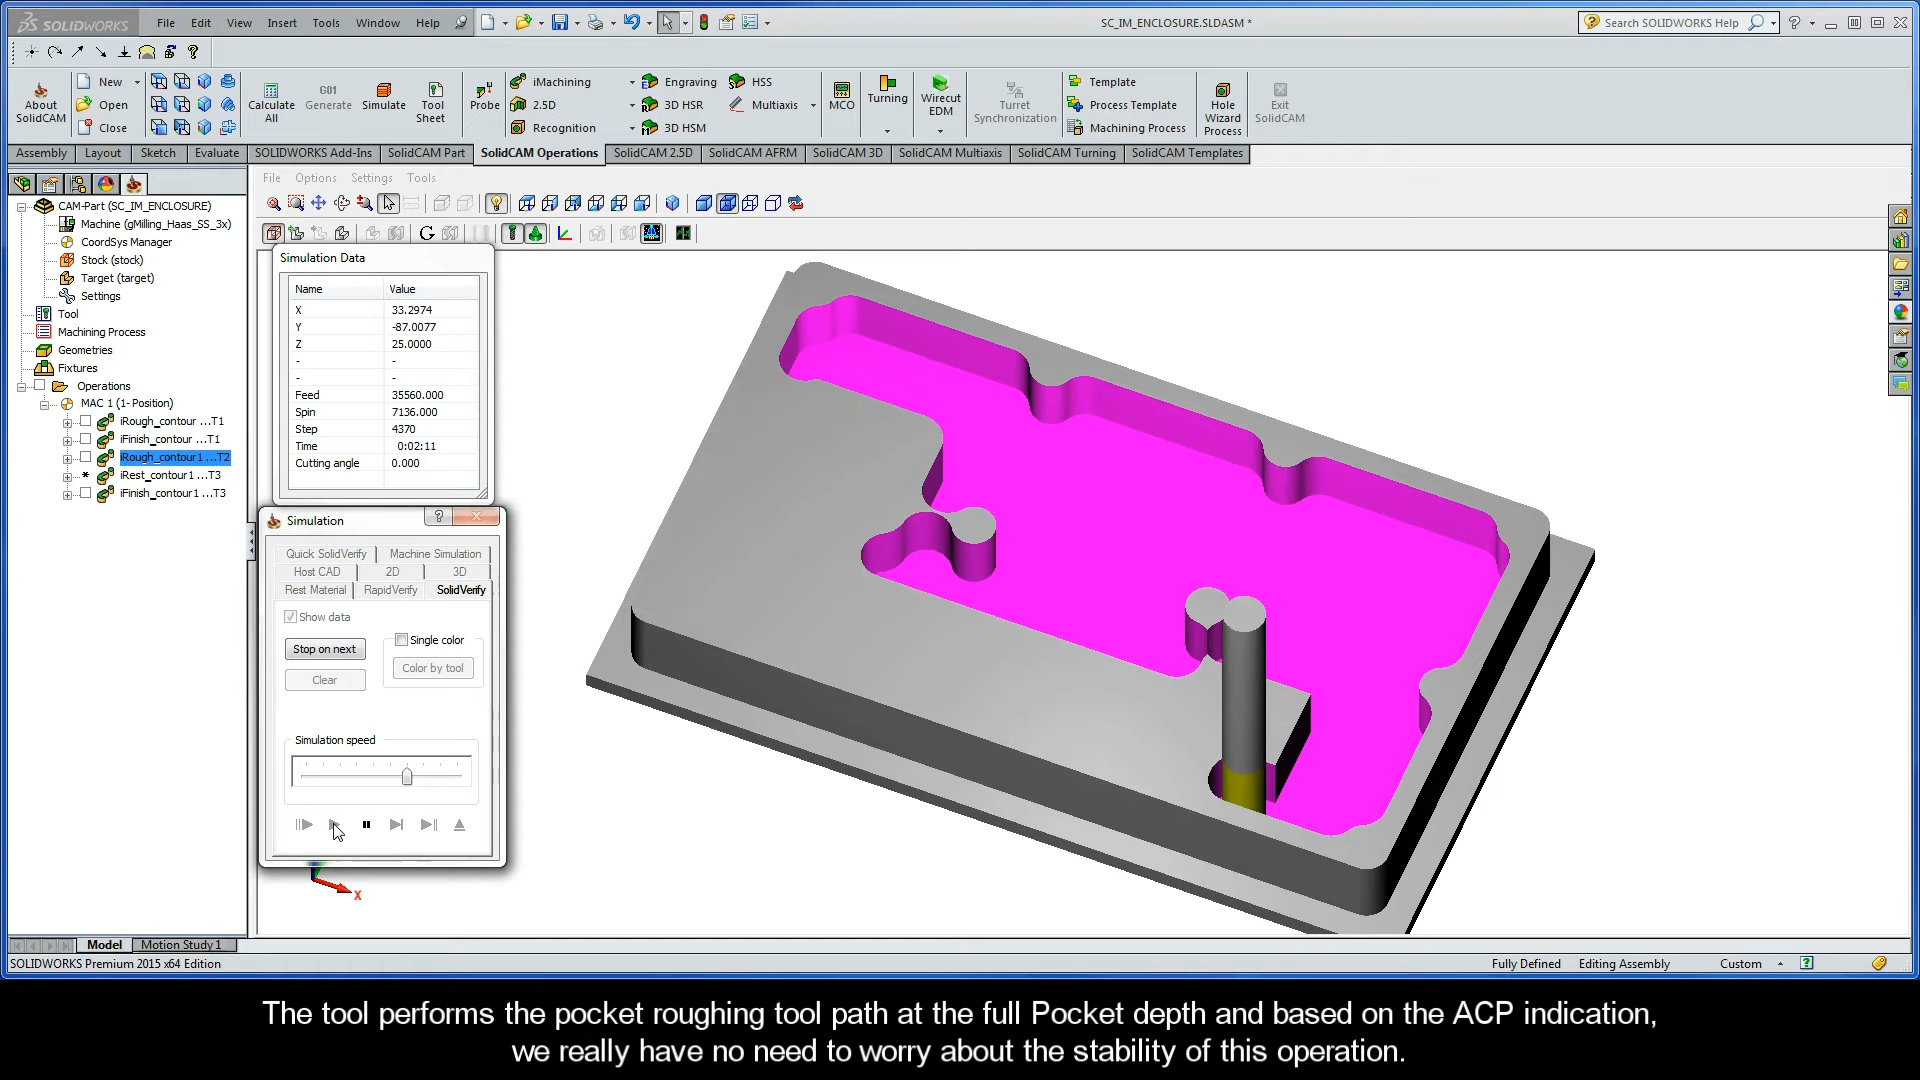 SOLIDWORKS File Edit View Insert Tools Window Help SC_IM_ENCLOSURE.SLDASM * Search SOLIDWORKS Help
About SolidCAM
New
Open
Close
Calculate All
G01
Generate
Simulate
Tool Sheet
Probe
iMachining
2.5D
Recognition
Engraving
3D HSR
3D HSM
HSS
Multiaxis
MCO
Turning
Wirecut EDM
Turret Synchronization
Template
Process Template
Machining Process
Hole Wizard Process
Exit SolidCAM
Assembly Layout Sketch Evaluate SOLIDWORKS Add-Ins SolidCAM Part SolidCAM Operations SolidCAM 2.5D SolidCAM AFRM SolidCAM 3D SolidCAM Multiaxis SolidCAM Turning SolidCAM Templates
File Options Settings Tools
CAM-Part (SC_IM_ENCLOSURE)
Machine (gMilling_Haas_SS_3x)
CoordSys Manager
Stock (stock)
Target (target)
Settings
Tool
Machining Process
Geometries
Fixtures
Operations
MAC 1 (1- Position)
iRough_contour ...T1
iFinish_contour ...T1
iRough_contour1 ...T2
* iRest_contour1 ...T3
iFinish_contour1 ...T3
Simulation Data
Name Value
X 33.2974
Y -87.0077
Z 25.0000
- -
- -
Feed 35560.000
Spin 7136.000
Step 4370
Time 0:02:11
Cutting angle 0.000
Simulation
Quick SolidVerify Machine Simulation
Host CAD 2D 3D
Rest Material RapidVerify SolidVerify
Show data
Stop on next
Single color
Clear
Color by tool
Simulation speed
X
Model Motion Study 1
SOLIDWORKS Premium 2015 x64 Edition Fully Defined Editing Assembly Custom
The tool performs the pocket roughing tool path at the full Pocket depth and based on the ACP indication,
we really have no need to worry about the stability of this operation.